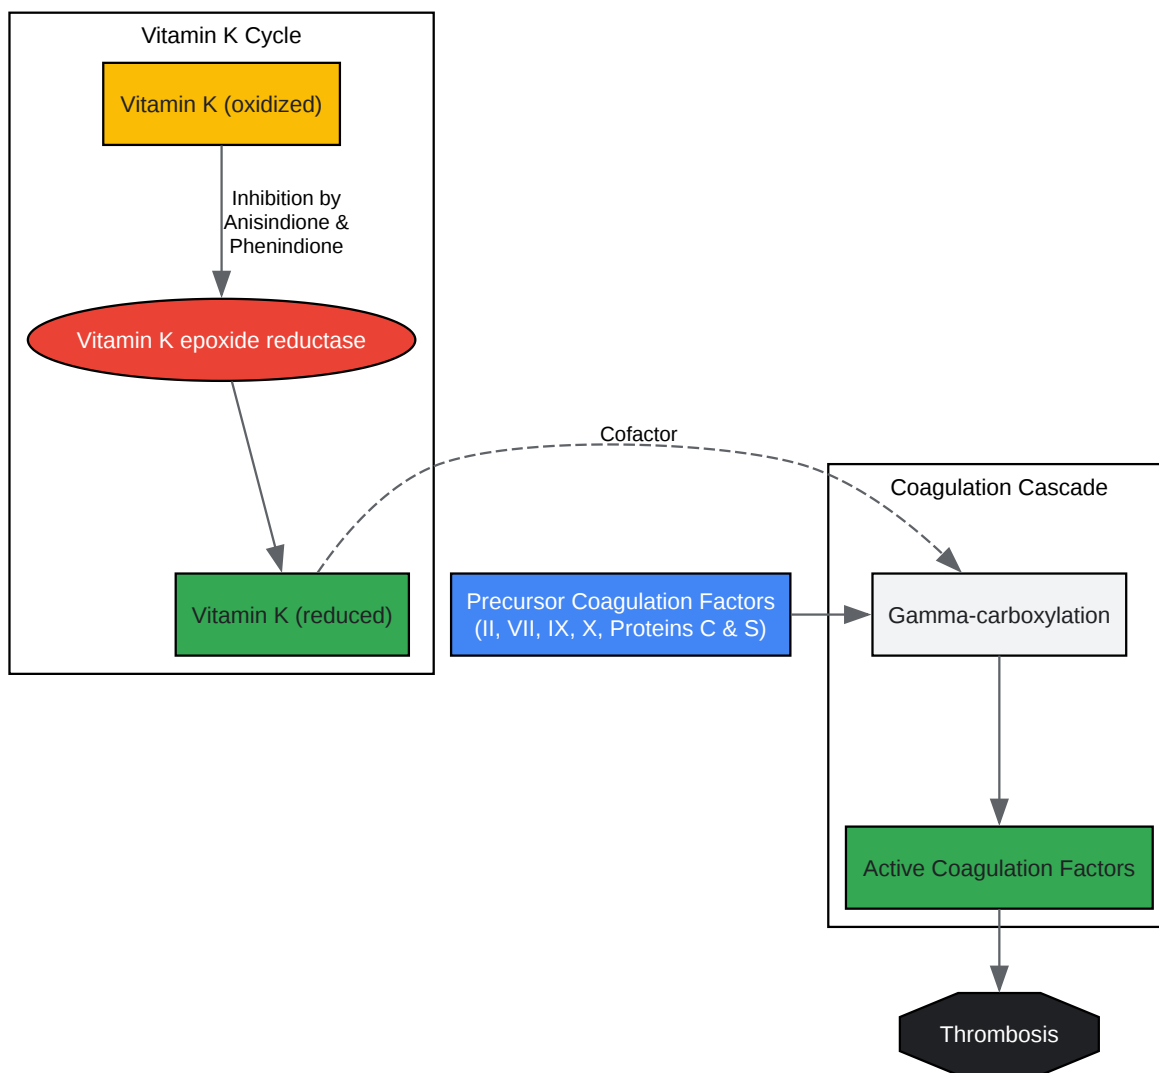 Vitamin K Cycle
Vitamin K (oxidized)
Inhibition by
Anisindione &
Phenindione
Vitamin K epoxide reductase
Cofactor
Coagulation Cascade
Vitamin K (reduced)
Precursor Coagulation Factors
(II, VII, IX, X, Proteins C & S)
Gamma-carboxylation
Active Coagulation Factors
Thrombosis